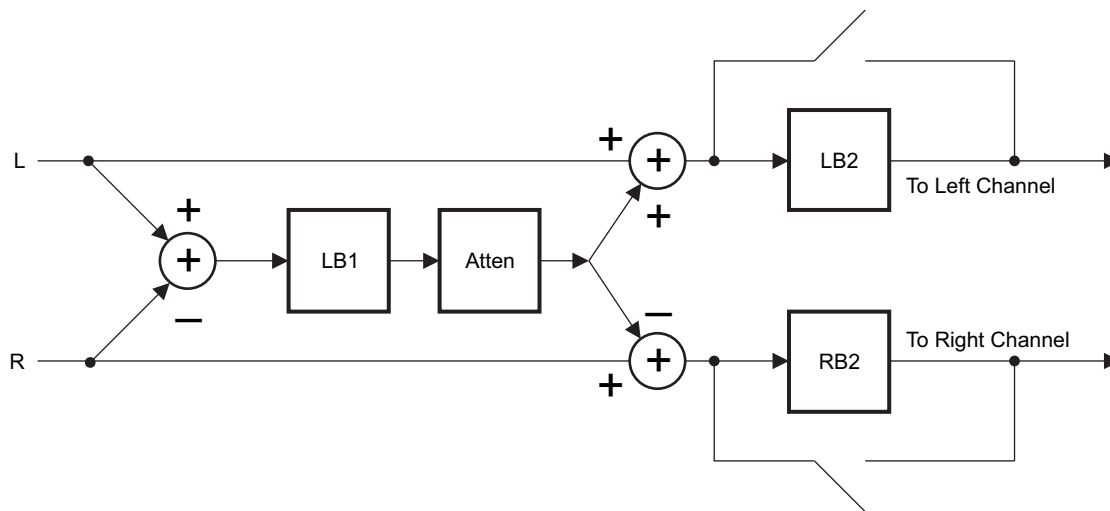 L
+
+
LB2
To Left Channel
+
+
+
LB1
Atten
−
−
R
+
+
RB2
To Right Channel